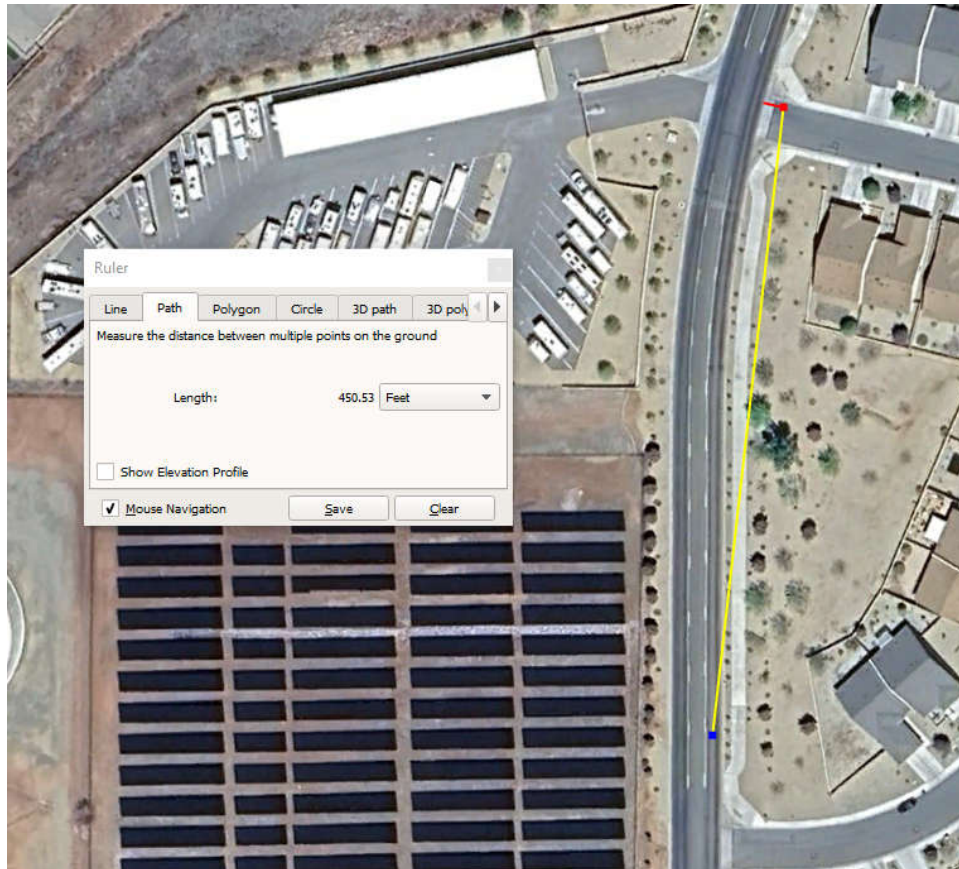 Ruler
Line Path Polygon Circle 3D path 3D poly
Measure the distance between multiple points on the ground
Length: 450.53 Feet
Show Elevation Profile
Mouse Navigation Save Clear